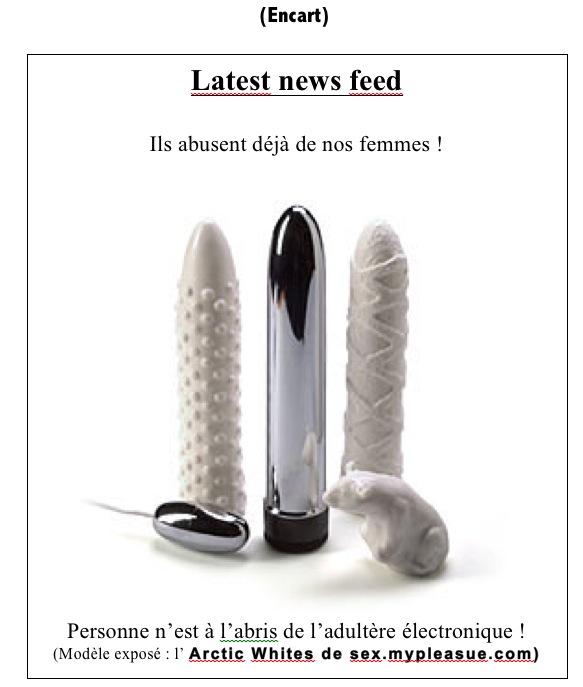 (Encart)
Latest news feed
Ils abusent déjà de nos femmes !
Personne n’est à l’abris de l’adultère électronique !
(Modèle exposé : l’ Arctic Whites de sex.mypleasue.com)